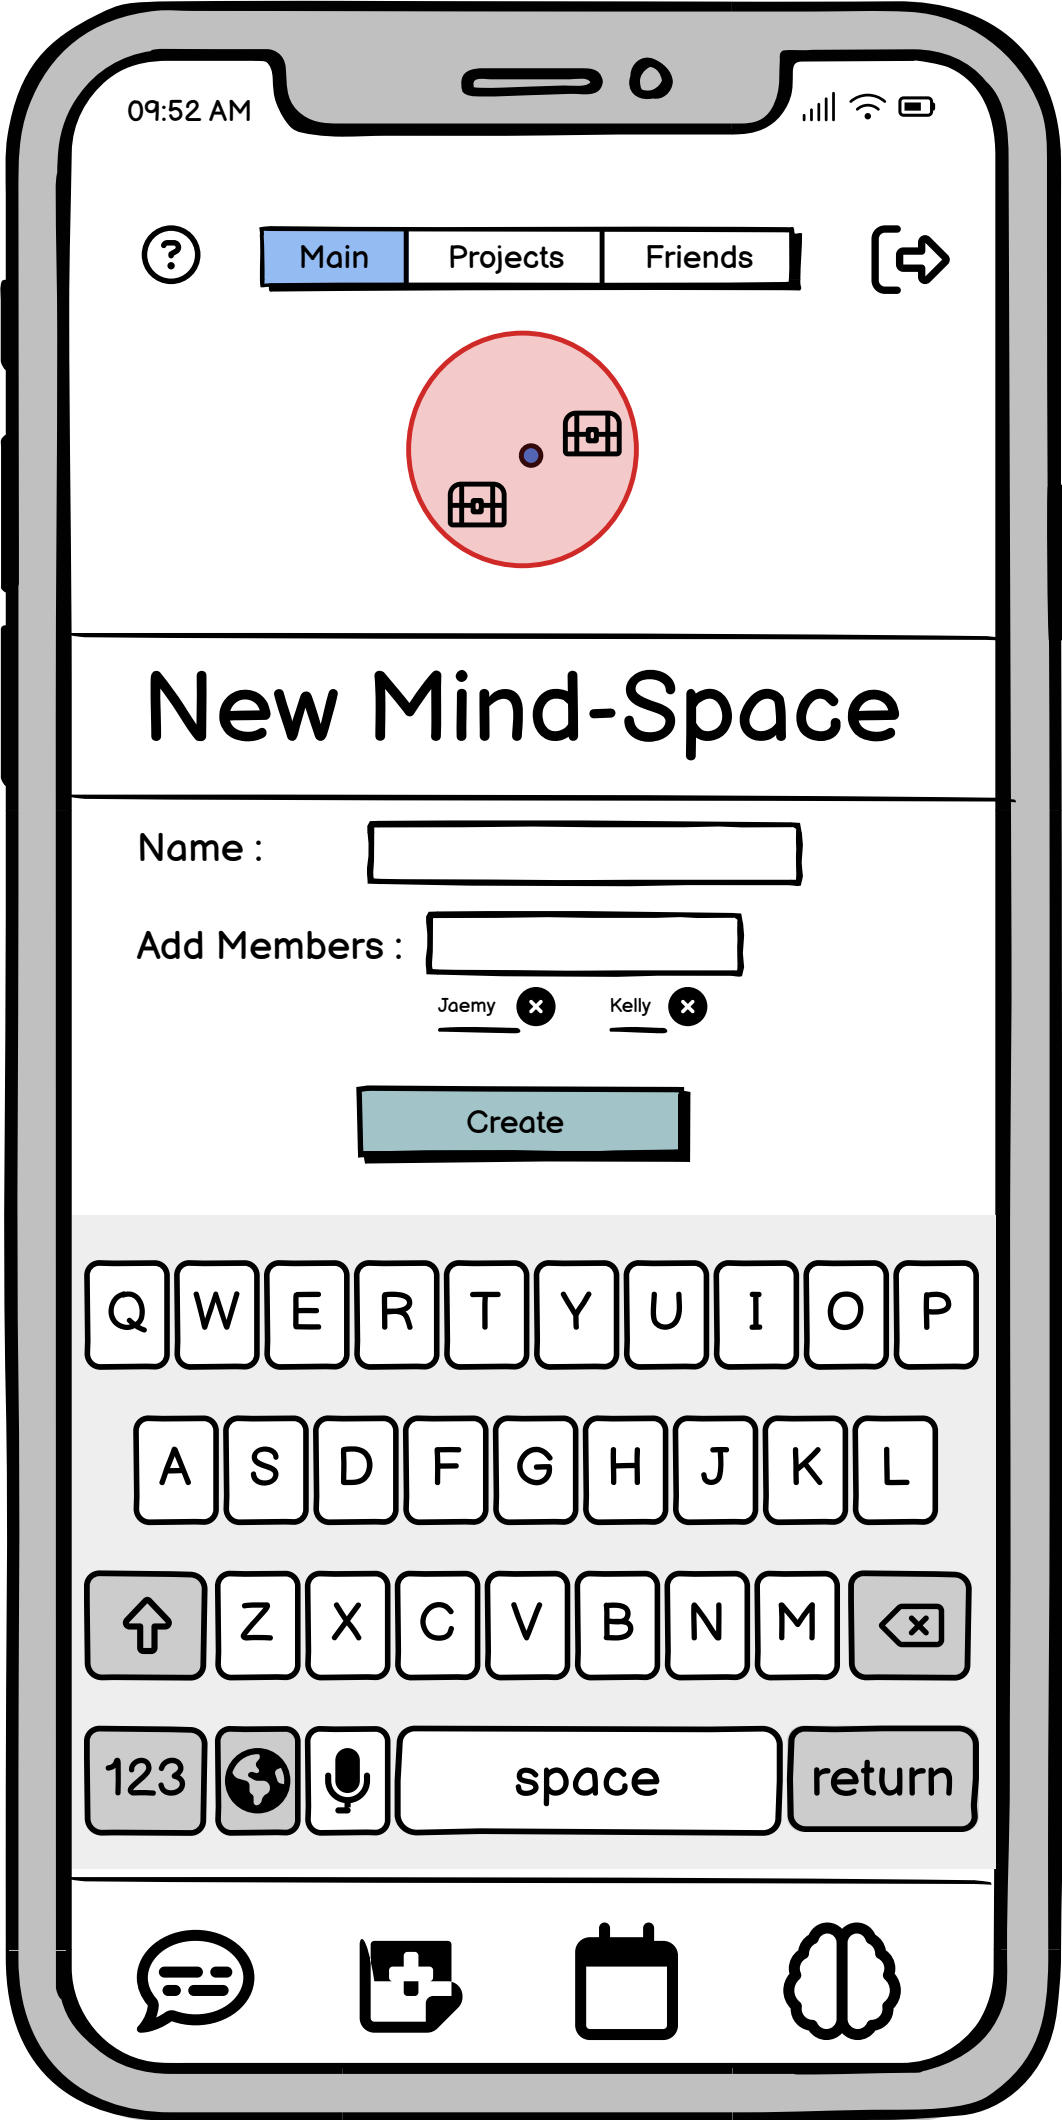 09:52 AM
?
Main Projects Friends
New Mind-Space
Name :
Add Members :
Jaemy Kelly
Create
Q W E R T Y U I O P
A S D F G H J K L
Z X C V B N M
123 space return